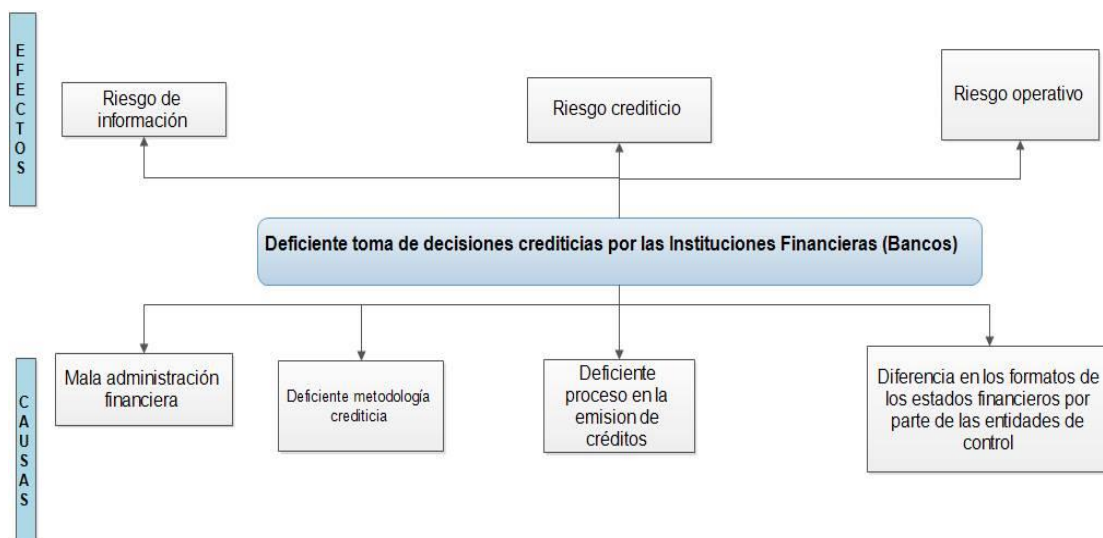 EFECTOS
Riesgo de
información
Riesgo crediticio
Riesgo operativo
Deficiente toma de decisiones crediticias por las Instituciones Financieras (Bancos)
CAUSAS
Mala administración
financiera
Deficiente metodología
crediticia
Deficiente
proceso en la
emision de
créditos
Diferencia en los formatos de
los estados financieros por
parte de las entidades de
control